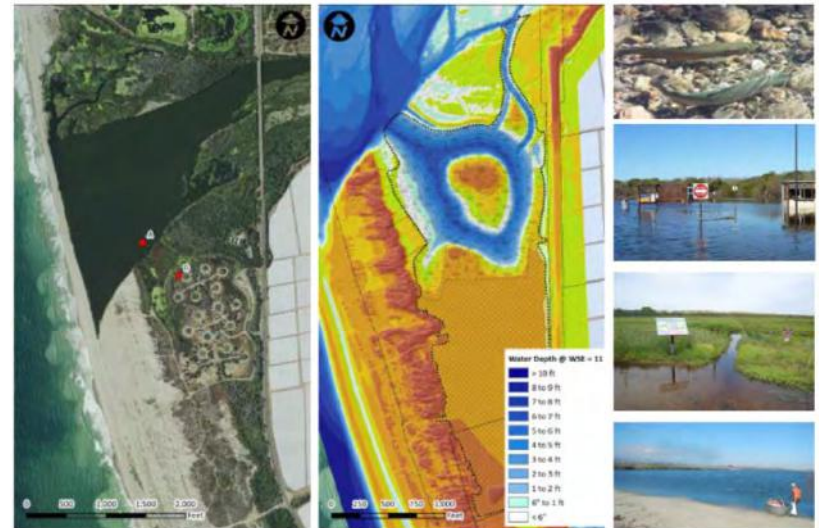 N
N
A
B
Water Depth @ WSE = 11
> 10 ft
8 to 9 ft
7 to 8 ft
6 to 7 ft
5 to 6 ft
4 to 5 ft
3 to 4 ft
2 to 3 ft
1 to 2 ft
6" to 1 ft
< 6"
0 500 1,000 1,500 2,000
Feet
0 250 500 750 1,000
Feet